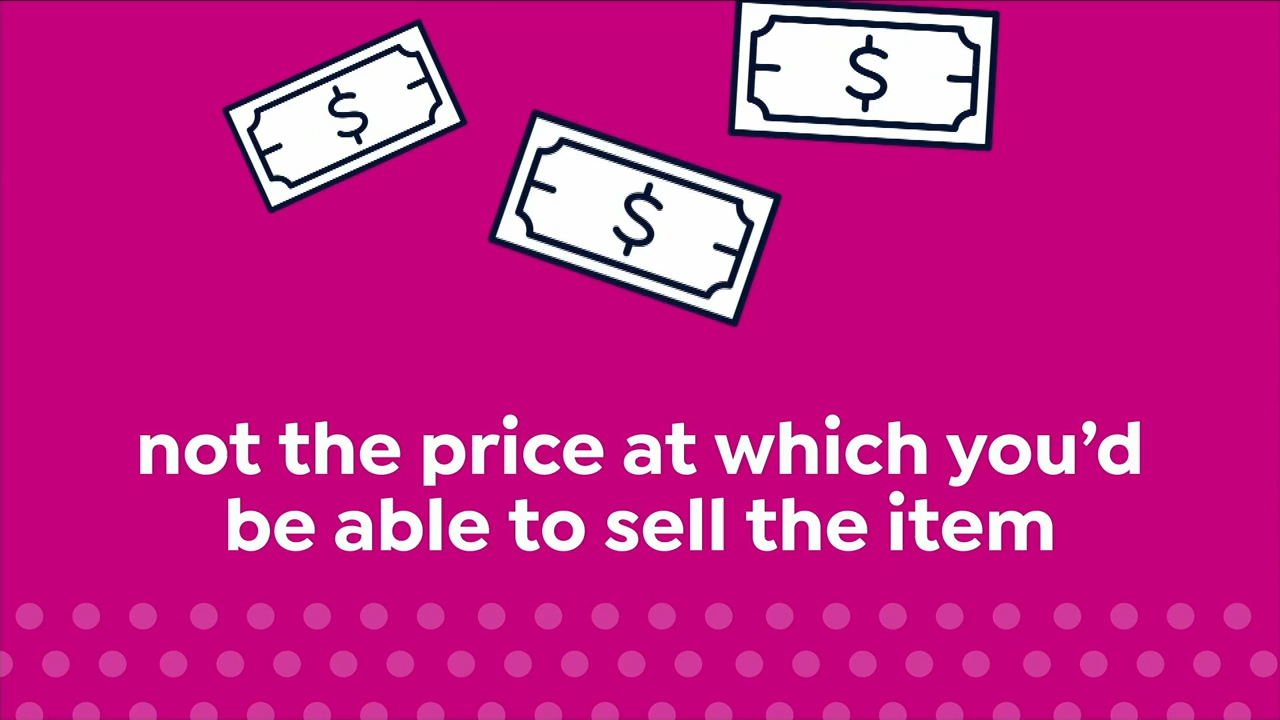 $
$
$
not the price at which you’d
be able to sell the item